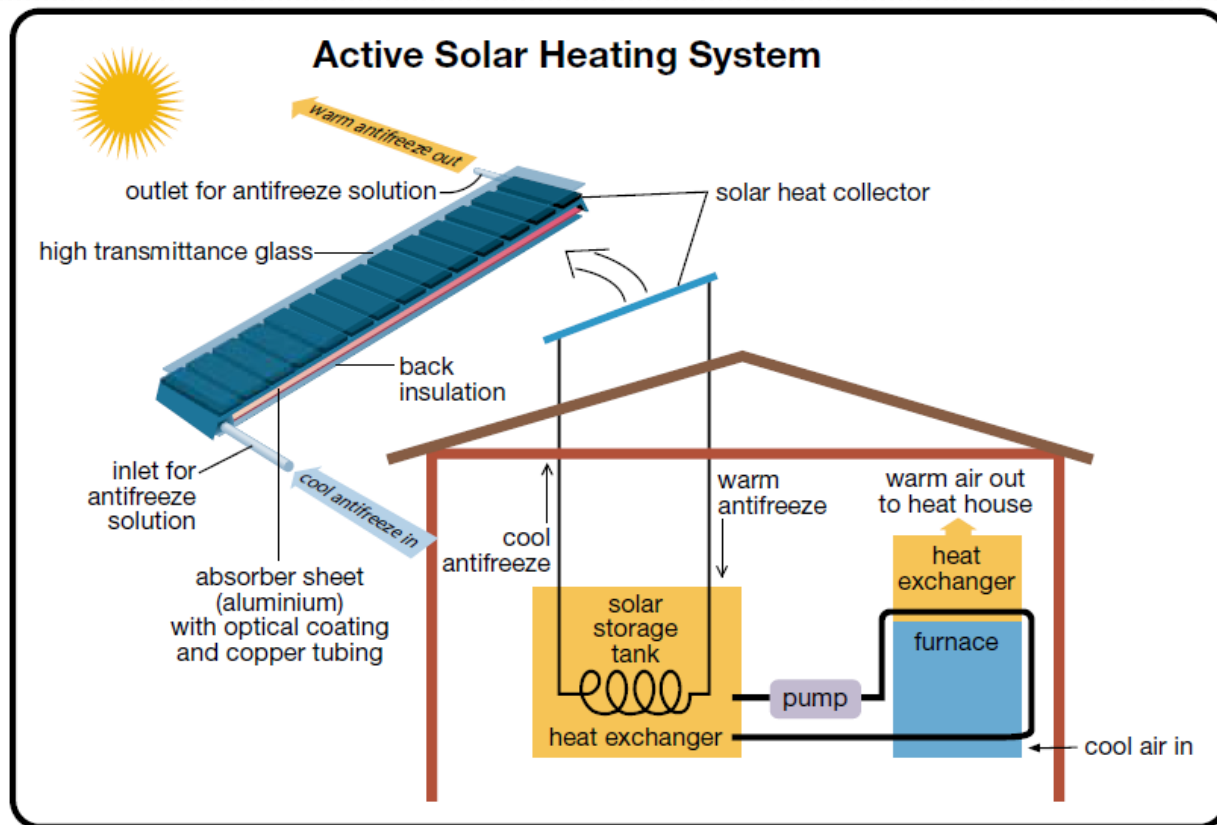 Active Solar Heating System
warm antifreeze out
outlet for antifreeze solution
solar heat collector
high transmittance glass
back
insulation
inlet for
antifreeze
solution
cool antifreeze in
absorber sheet
(aluminium)
with optical coating
and copper tubing
cool
antifreeze
warm
antifreeze
warm air out
to heat house
heat
exchanger
solar
storage
tank
furnace
pump
heat exchanger
cool air in